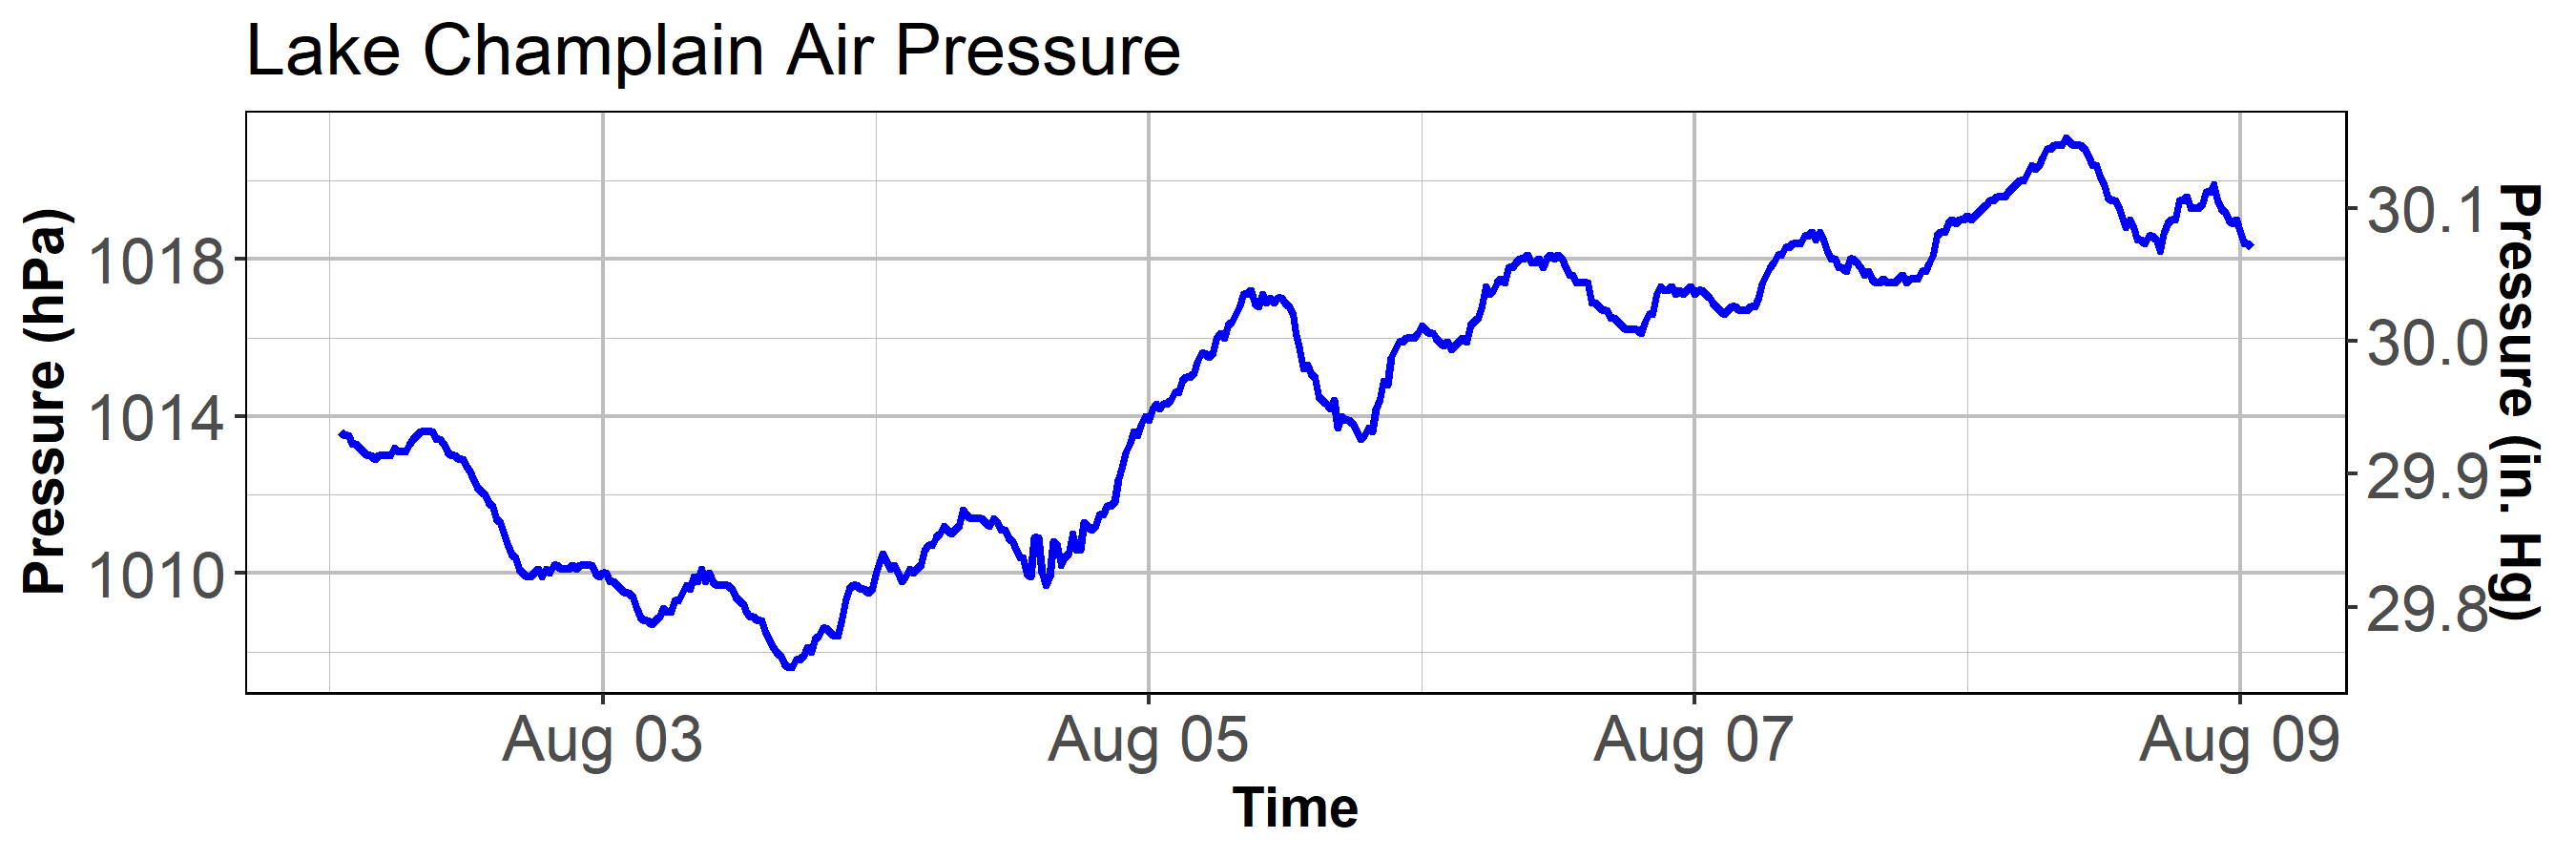 Lake Champlain Air Pressure
Pressure (hPa)
1018
1014
1010
30.1
30.0
29.9
29.8
Pressure (in. Hg)
Aug 03 Aug 05 Aug 07 Aug 09
Time